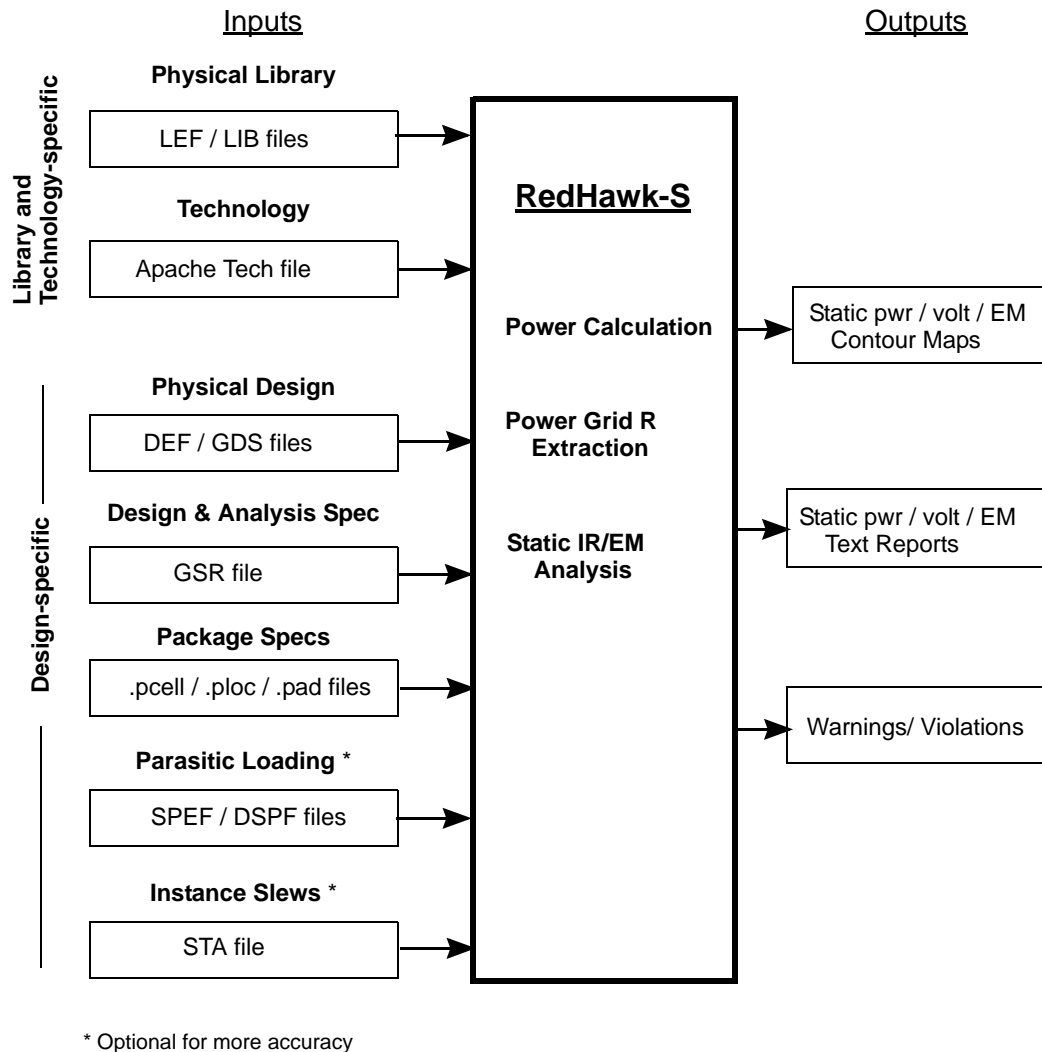 Inputs
Outputs
Library and
Technology-specific
Physical Library
LEF / LIB files
Technology
Apache Tech file
Design-specific
Physical Design
DEF / GDS files
Design & Analysis Spec
GSR file
Package Specs
.pcell / .ploc / .pad files
Parasitic Loading *
SPEF / DSPF files
Instance Slews *
STA file
RedHawk-S
Power Calculation
Power Grid R
Extraction
Static IR/EM
Analysis
Static pwr / volt / EM
Contour Maps
Static pwr / volt / EM
Text Reports
Warnings/ Violations
* Optional for more accuracy